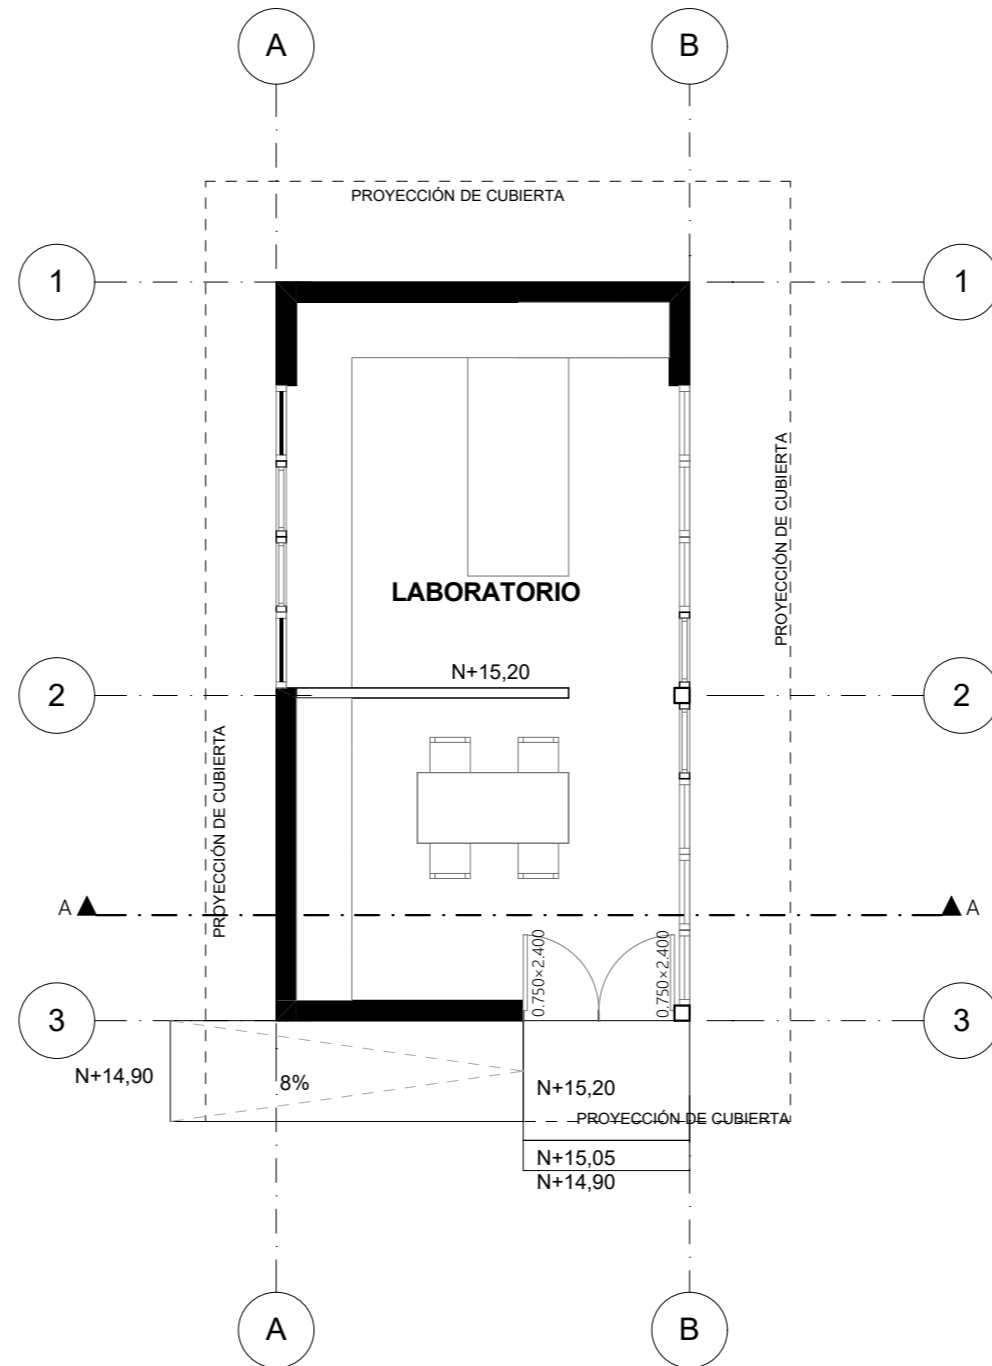 A
B
PROYECCIÓN DE CUBIERTA
1
1
PROYECCIÓN DE CUBIERTA
LABORATORIO
N+15,20
2
2
PROYECCIÓN DE CUBIERTA
A
A
0.750×2.400
0.750×2.400
3
3
N+14,90
8%
N+15,20
PROYECCIÓN DE CUBIERTA
N+15,05
N+14,90
A
B